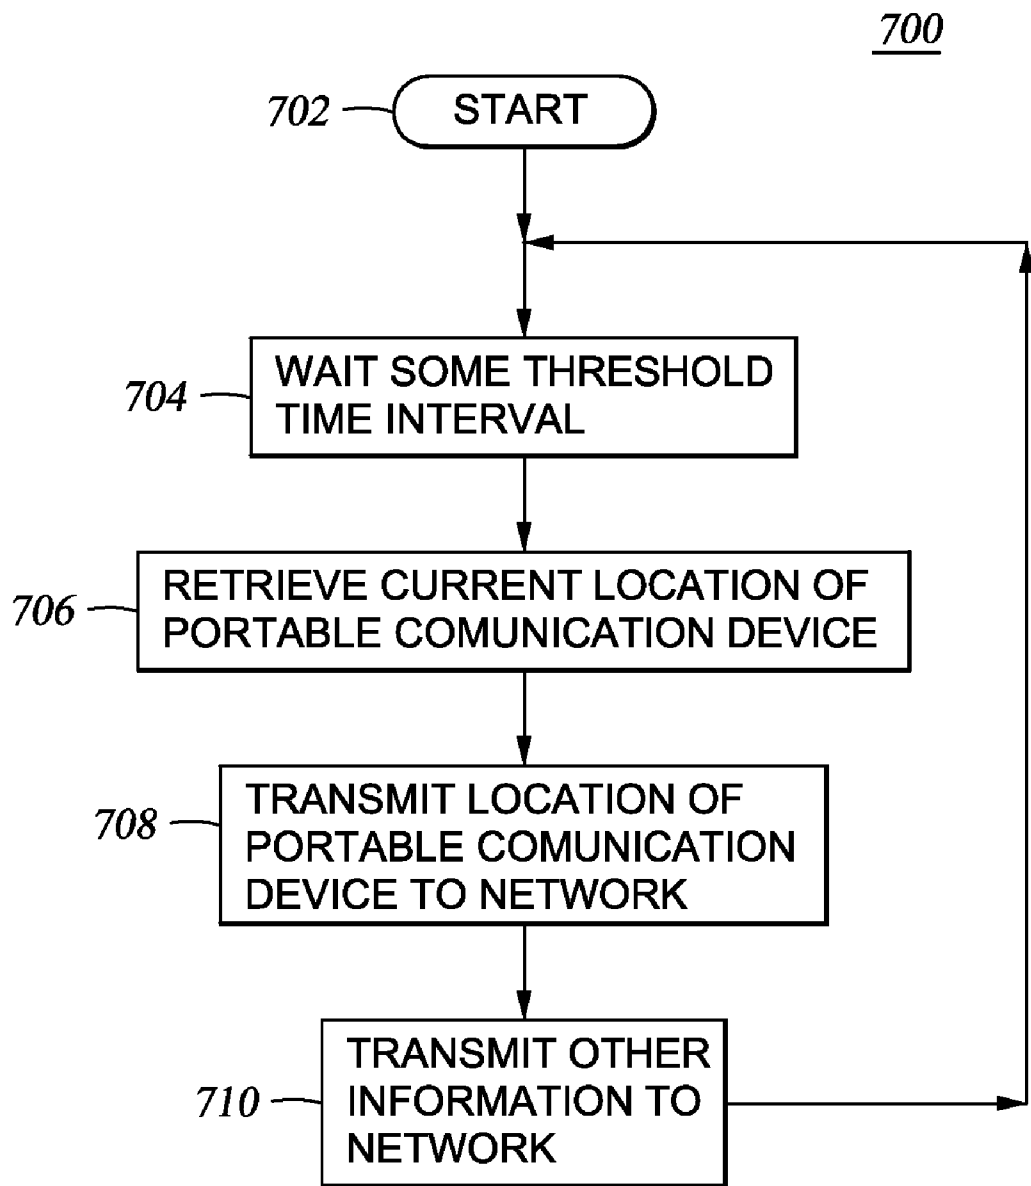 700
702
START
704
WAIT SOME THRESHOLD
TIME INTERVAL
706
RETRIEVE CURRENT LOCATION OF
PORTABLE COMUNICATION DEVICE
708
TRANSMIT LOCATION OF
PORTABLE COMUNICATION
DEVICE TO NETWORK
710
TRANSMIT OTHER
INFORMATION TO
NETWORK